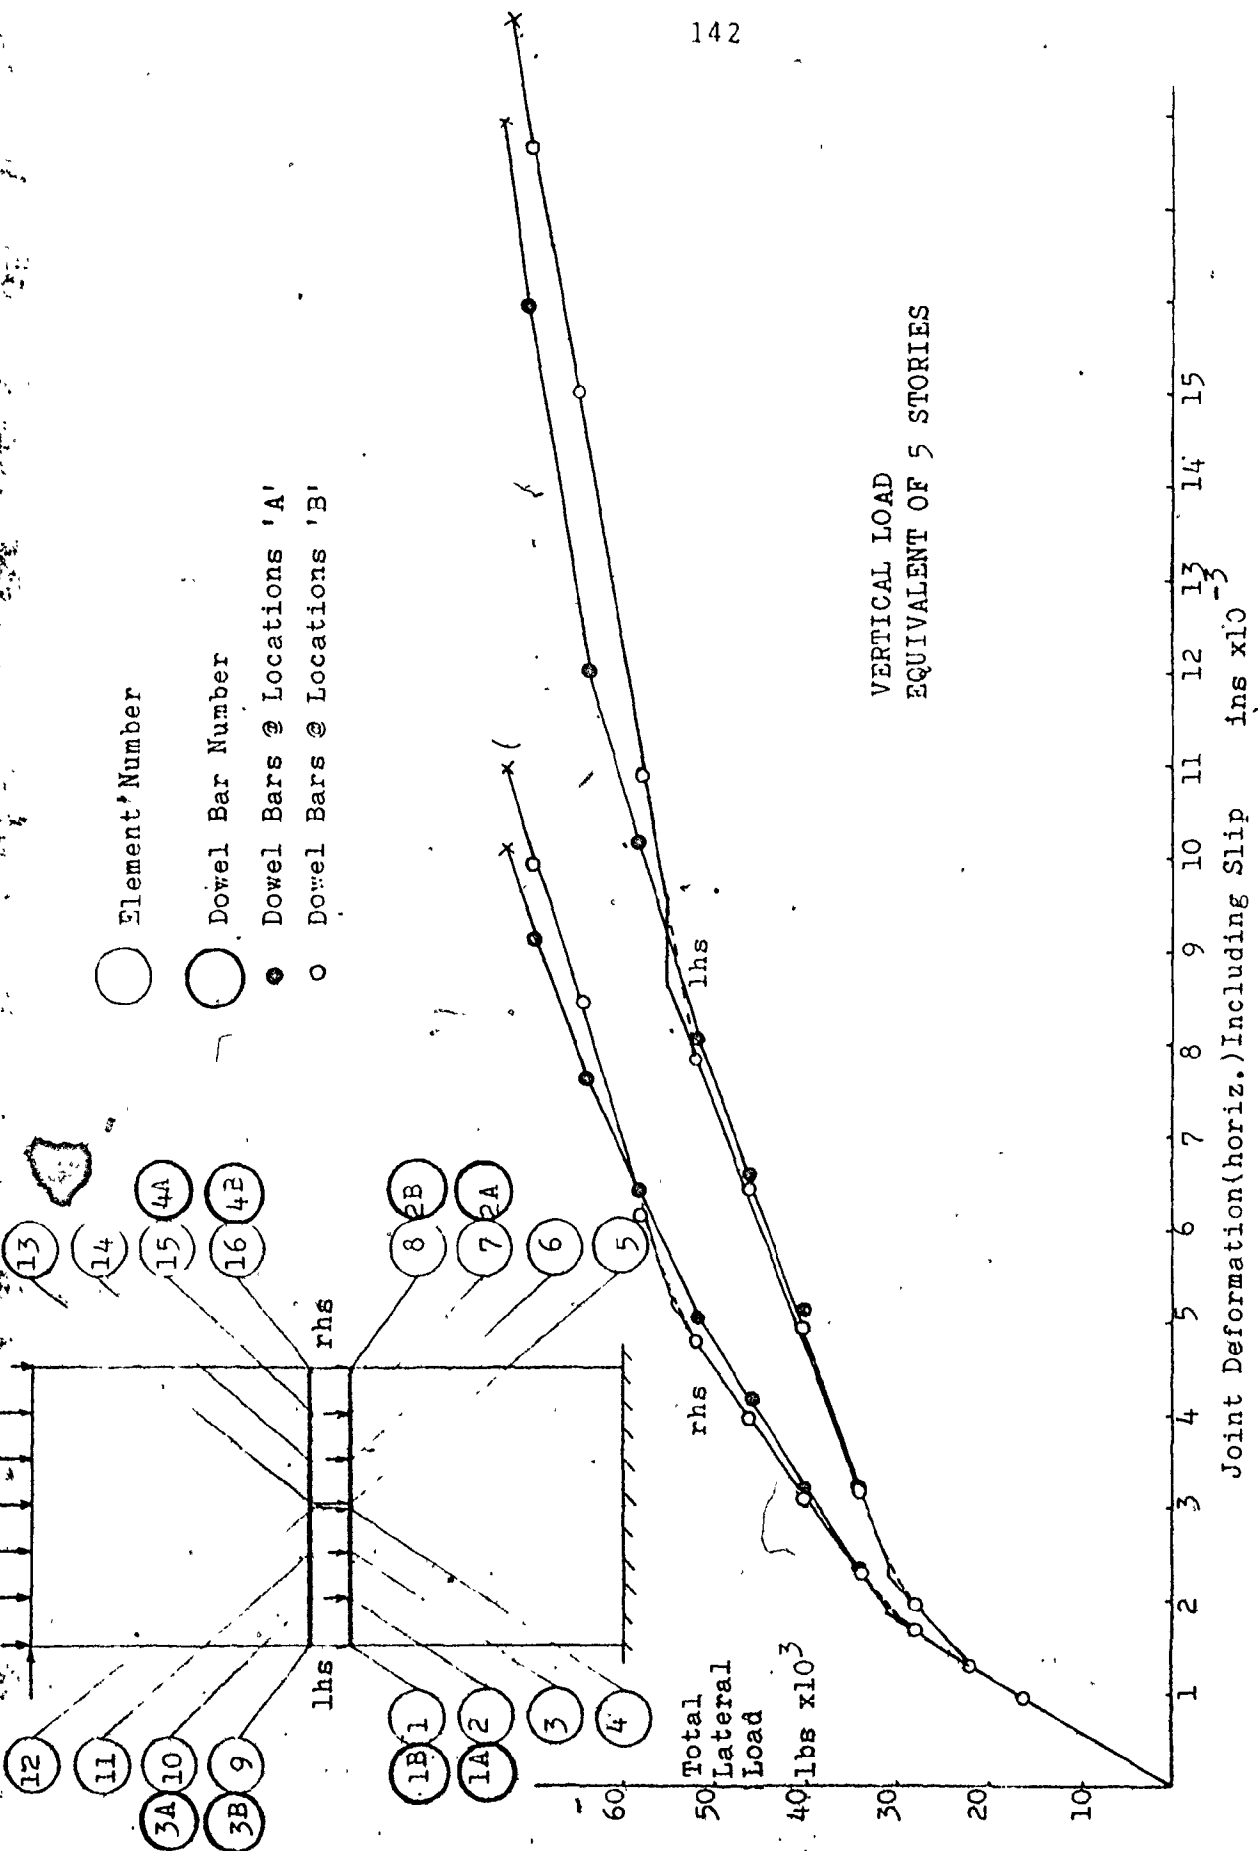 142
13
14
15
4A
16
4B
8
2B
7
2A
6
5
12
11
10
3A
9
3B
1
1B
2
1A
3
4
lhs
rhs
Element Number
Dowel Bar Number
Dowel Bars @ Locations 'A'
Dowel Bars @ Locations 'B'
Total
Lateral
Load
lbs x10³
60
50
40
30
20
10
rhs
lhs
VERTICAL LOAD
EQUIVALENT OF 5 STORIES
1 2 3 4 5 6 7 8 9 10 11 12 13 14 15
Joint Deformation(horiz.)Including Slip ins x10⁻³